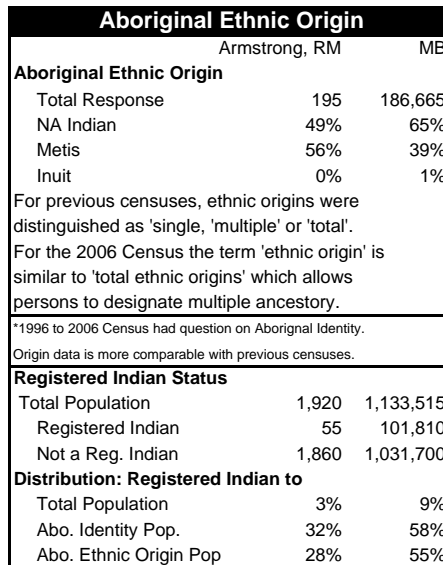 Aboriginal Ethnic Origin
Armstrong, RM MB
Aboriginal Ethnic Origin
Total Response 195 186,665
NA Indian 49% 65%
Metis 56% 39%
Inuit 0% 1%
For previous censuses, ethnic origins were
distinguished as 'single, 'multiple' or 'total'.
For the 2006 Census the term 'ethnic origin' is
similar to 'total ethnic origins' which allows
persons to designate multiple ancestory.
*1996 to 2006 Census had question on Aborignal Identity.
Origin data is more comparable with previous censuses.
Registered Indian Status
Total Population 1,920 1,133,515
Registered Indian 55 101,810
Not a Reg. Indian 1,860 1,031,700
Distribution: Registered Indian to
Total Population 3% 9%
Abo. Identity Pop. 32% 58%
Abo. Ethnic Origin Pop 28% 55%